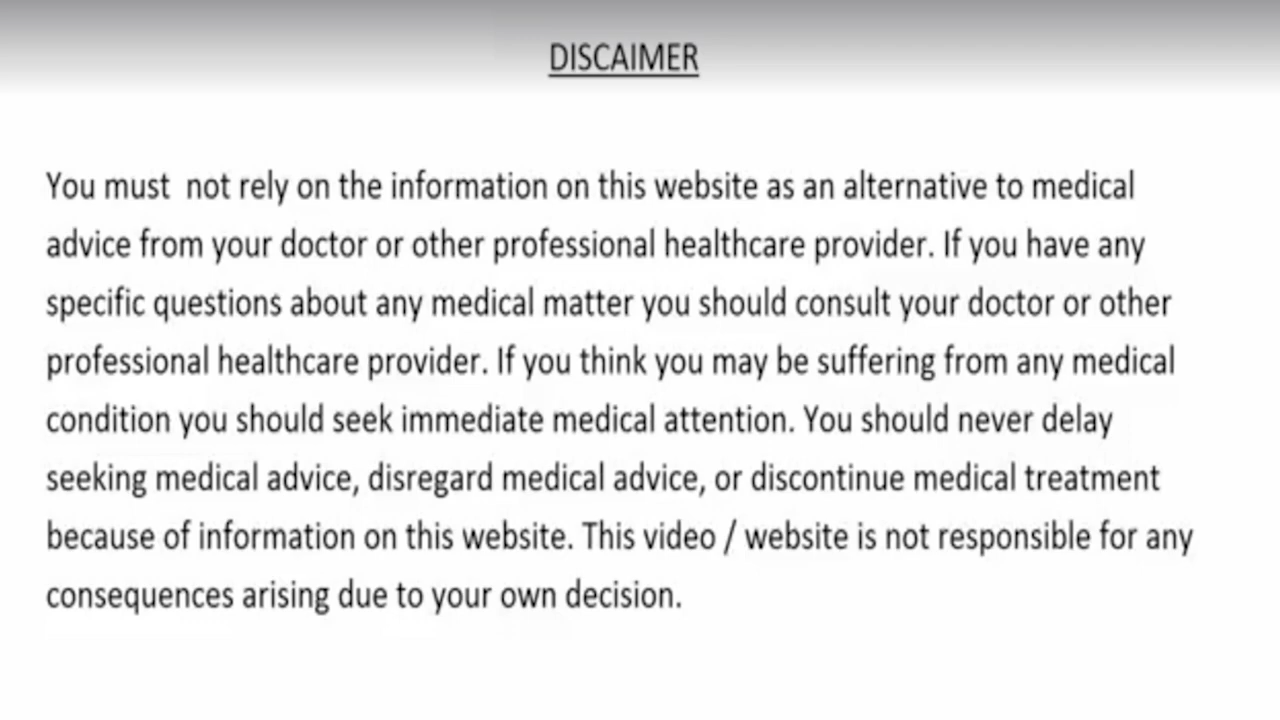 DISCAIMER
You must  not rely on the information on this website as an alternative to medical
advice from your doctor or other professional healthcare provider. If you have any
specific questions about any medical matter you should consult your doctor or other
professional healthcare provider. If you think you may be suffering from any medical
condition you should seek immediate medical attention. You should never delay
seeking medical advice, disregard medical advice, or discontinue medical treatment
because of information on this website. This video / website is not responsible for any
consequences arising due to your own decision.